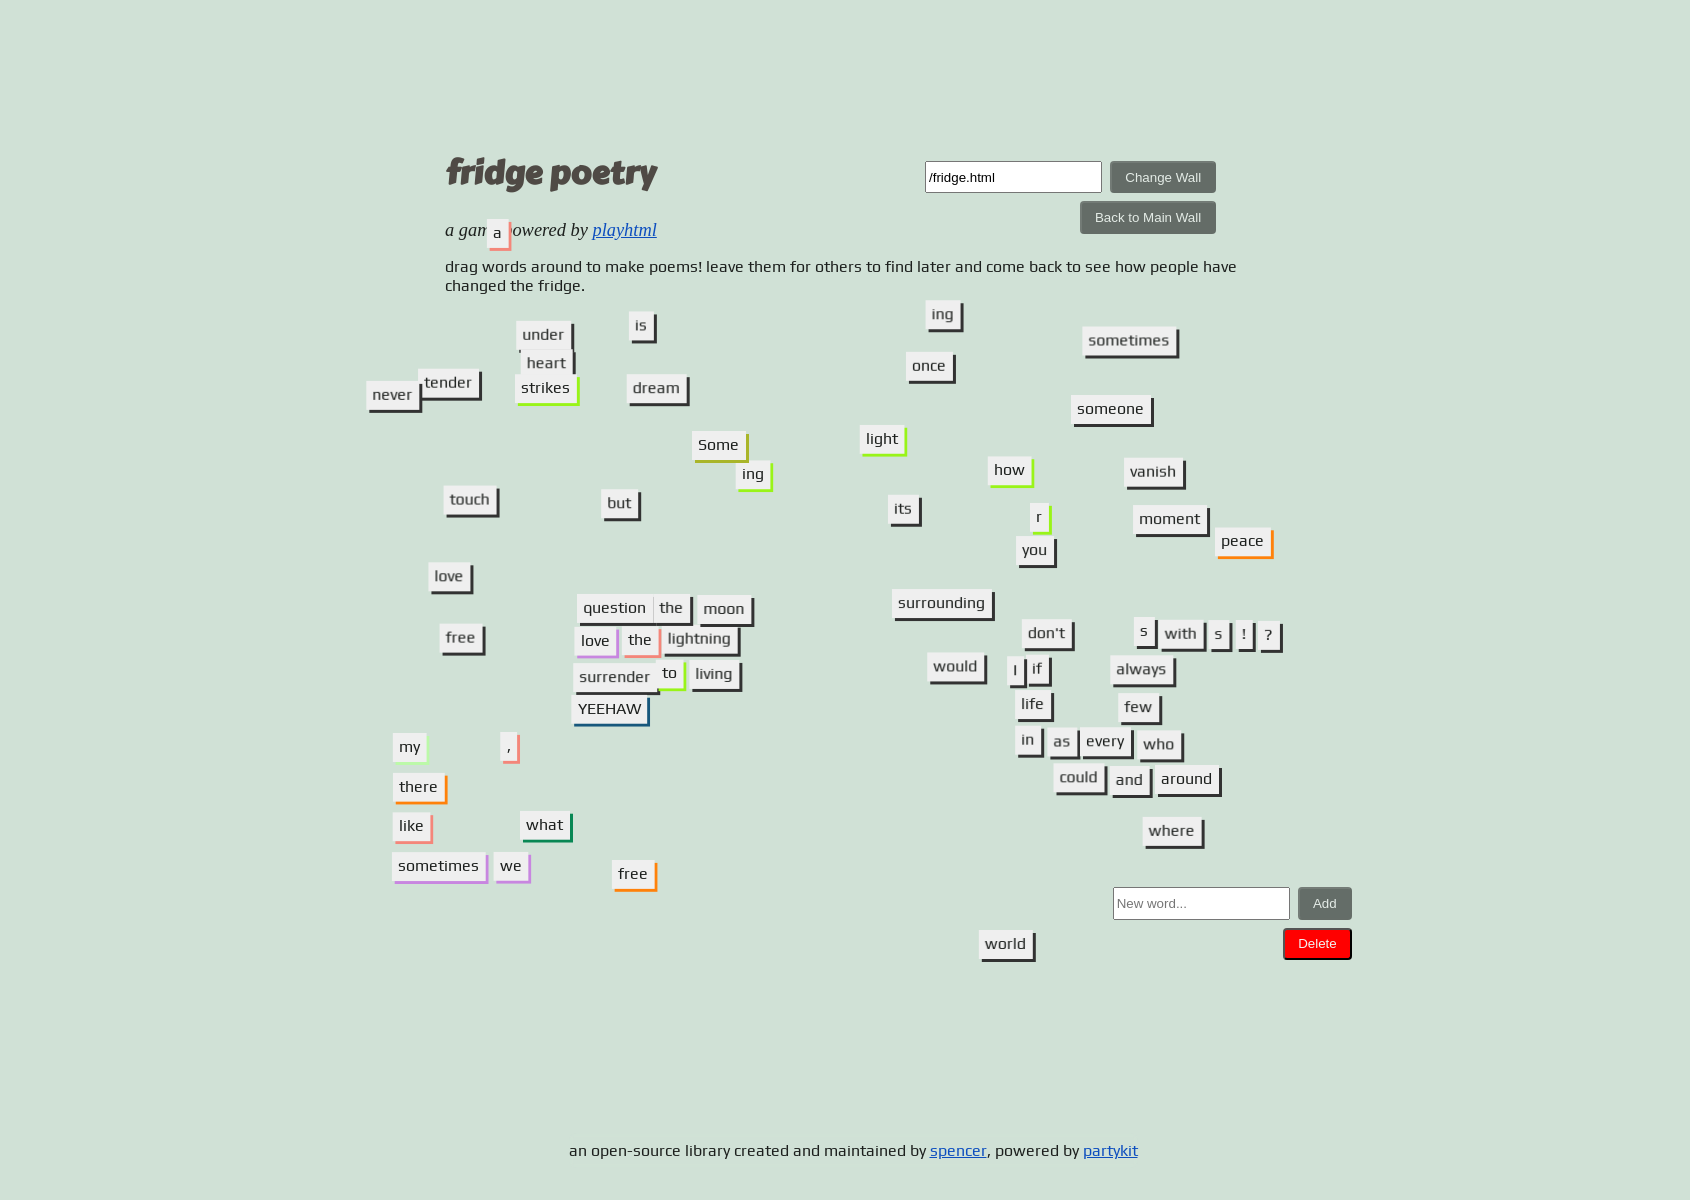 fridge poetry
/fridge.html
Change Wall
Back to Main Wall
a gam
a
owered by playhtml
drag words around to make poems! leave them for others to find later and come back to see how people have
changed the fridge.
ing
is
under
sometimes
heart
once
tender
strikes
dream
never
someone
Some
light
ing
how
vanish
touch
but
its
r
moment
you
peace
love
question the moon
surrounding
free
love the lightning
don't
s with s ! ?
would
I if
always
surrender to living
life
few
YEEHAW
in as every who
my ,
could and around
there
like
what
where
sometimes we
free
New word...
Add
world
Delete
an open-source library created and maintained by spencer, powered by partykit